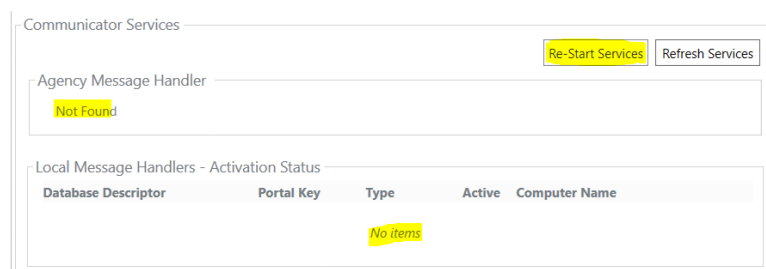 Communicator Services
Re-Start Services Refresh Services
Agency Message Handler
Not Found
Local Message Handlers - Activation Status
Database Descriptor Portal Key Type Active Computer Name
No items